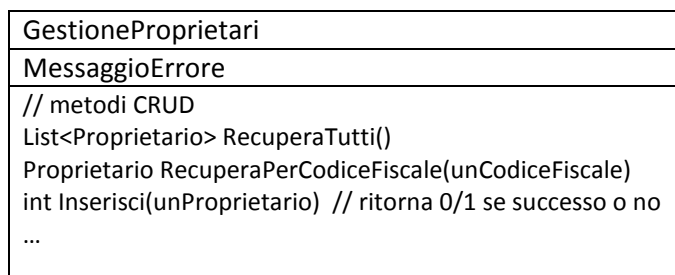 GestioneProprietari
MessaggioErrore
// metodi CRUD
List<Proprietario> RecuperaTutti()
Proprietario RecuperaPerCodiceFiscale(unCodiceFiscale)
int Inserisci(unProprietario)  // ritorna 0/1 se successo o no
...